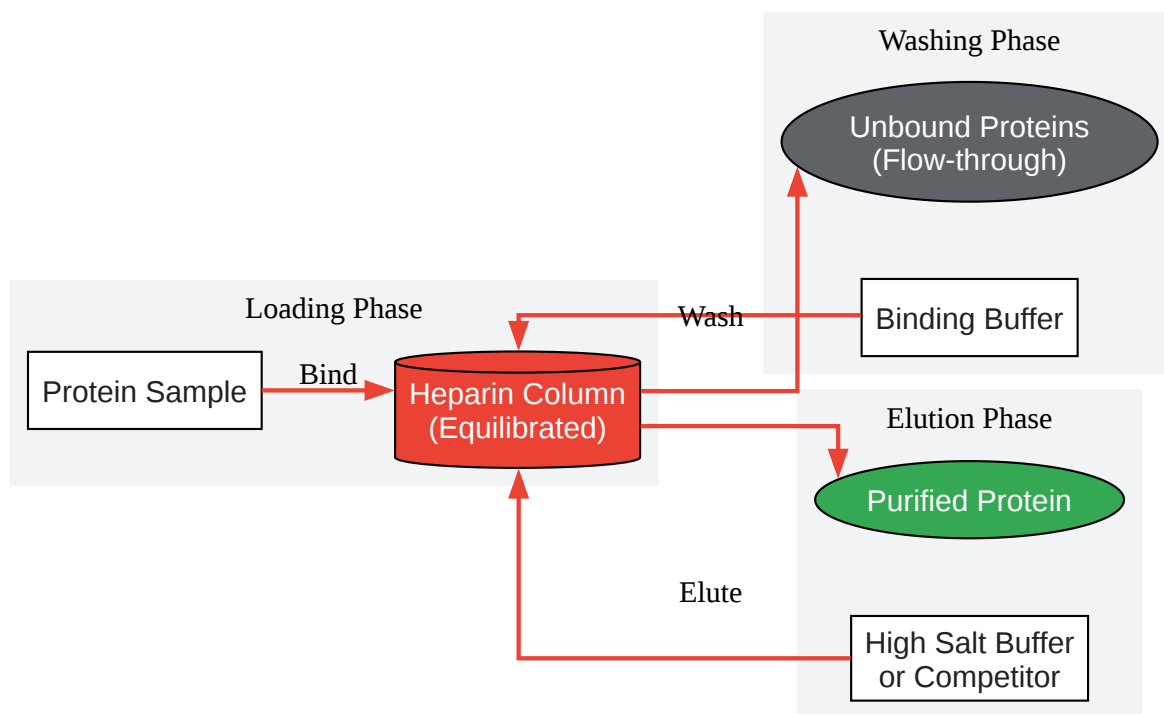 Washing Phase
Unbound Proteins
(Flow-through)
Binding Buffer
Wash
Loading Phase
Protein Sample
Bind
Heparin Column
(Equilibrated)
Elution Phase
Purified Protein
Elute
High Salt Buffer
or Competitor